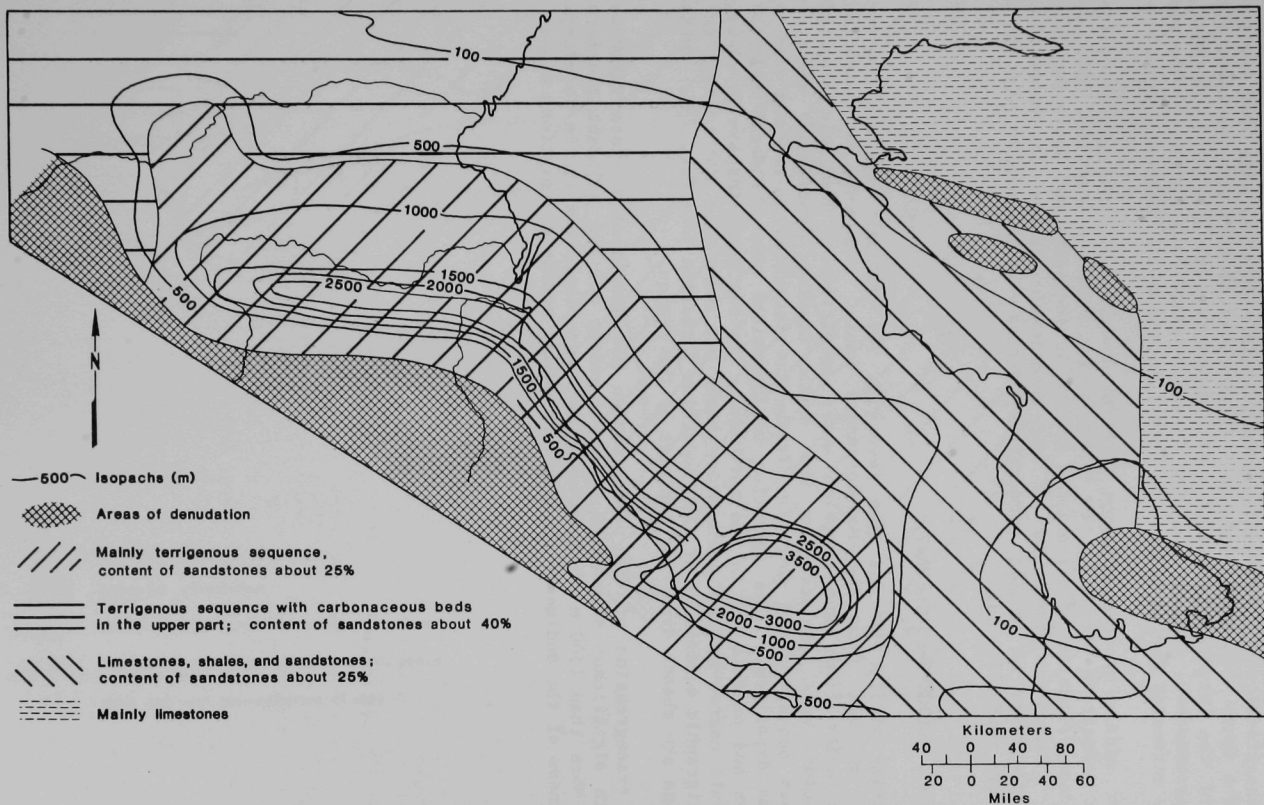 100
500
1000
1500
2500
2000
500
1500
500
100
2500
3500
3000
2000
1000
500
500
100
N
500 Isopachs (m)
Areas of denudation
Mainly terrigenous sequence,
content of sandstones about 25%
Terrigenous sequence with carbonaceous beds
in the upper part; content of sandstones about 40%
Limestones, shales, and sandstones;
content of sandstones about 25%
Mainly limestones
Kilometers
40 0 40 80
20 0 20 40 60
Miles